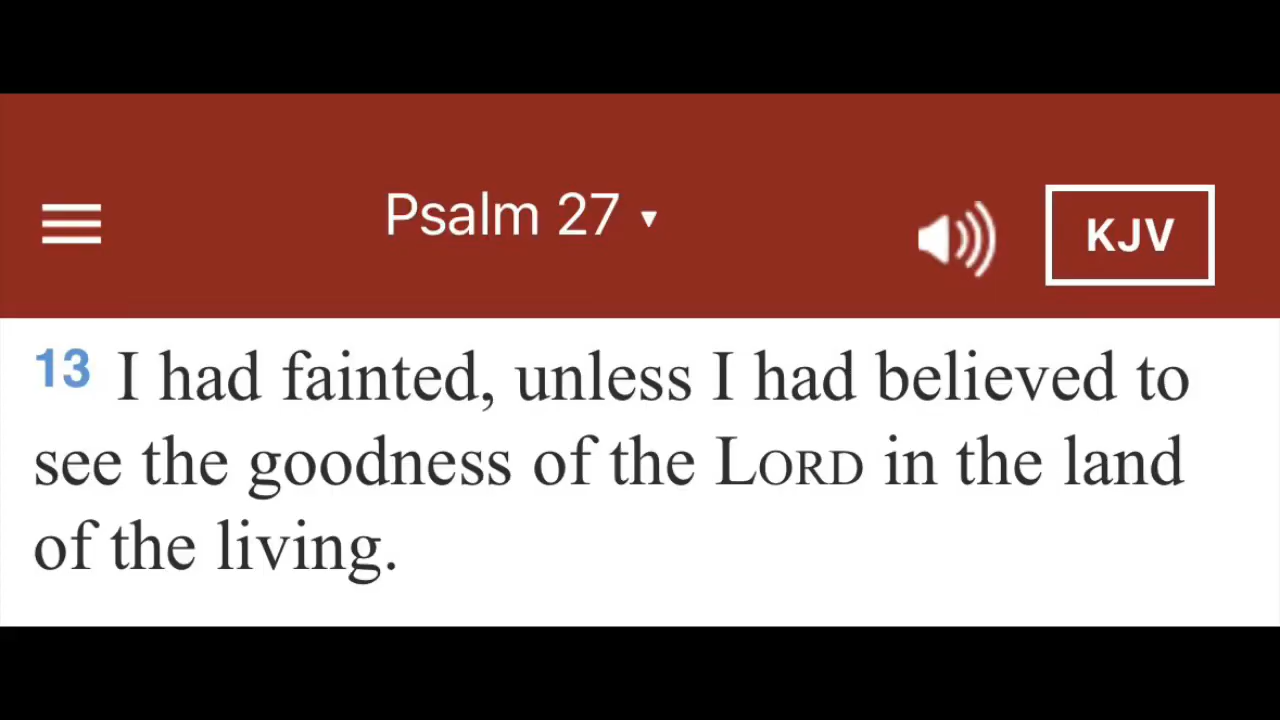 Psalm 27 ▾
KJV
13 I had fainted, unless I had believed to
see the goodness of the LORD in the land
of the living.